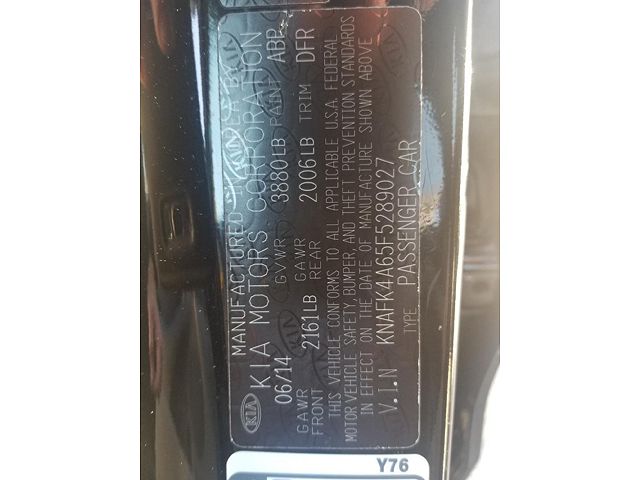 MANUFACTURED BY
KIA MOTORS CORPORATION
06/14 GVWR 3880LB PAINT ABP
GAWR FRONT 2161LB GAWR REAR 2006LB TRIM DFR
THIS VEHICLE CONFORMS TO ALL APPLICABLE U.S.A. FEDERAL
MOTOR VEHICLE SAFETY, BUMPER, AND THEFT PREVENTION STANDARDS
IN EFFECT ON THE DATE OF MANUFACTURE SHOWN ABOVE
V.I.N KNAFK4A65F5289027
TYPE PASSENGER CAR
KIA
Y76